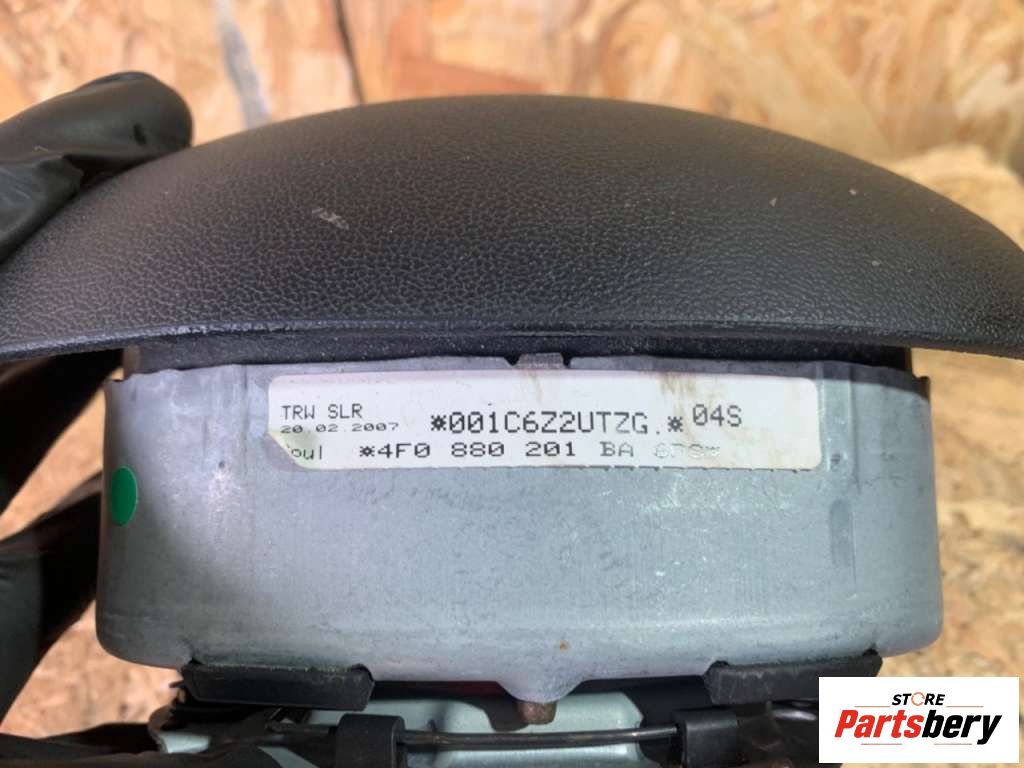 TRW SLR
20.02.2007 *001C6Z2UTZG.* 04S
*4F0 880 201 BA
STORE
Partsbery